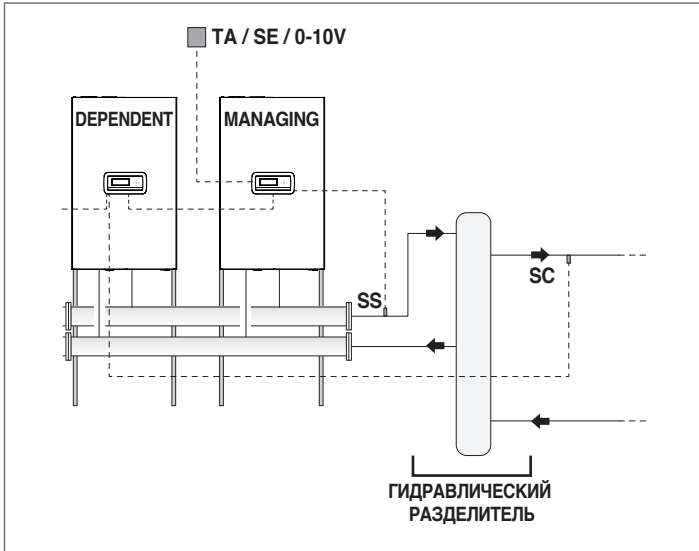 TA / SE / 0-10V
DEPENDENT
MANAGING
SS
SC
ГИДРАВЛИЧЕСКИЙ
РАЗДЕЛИТЕЛЬ